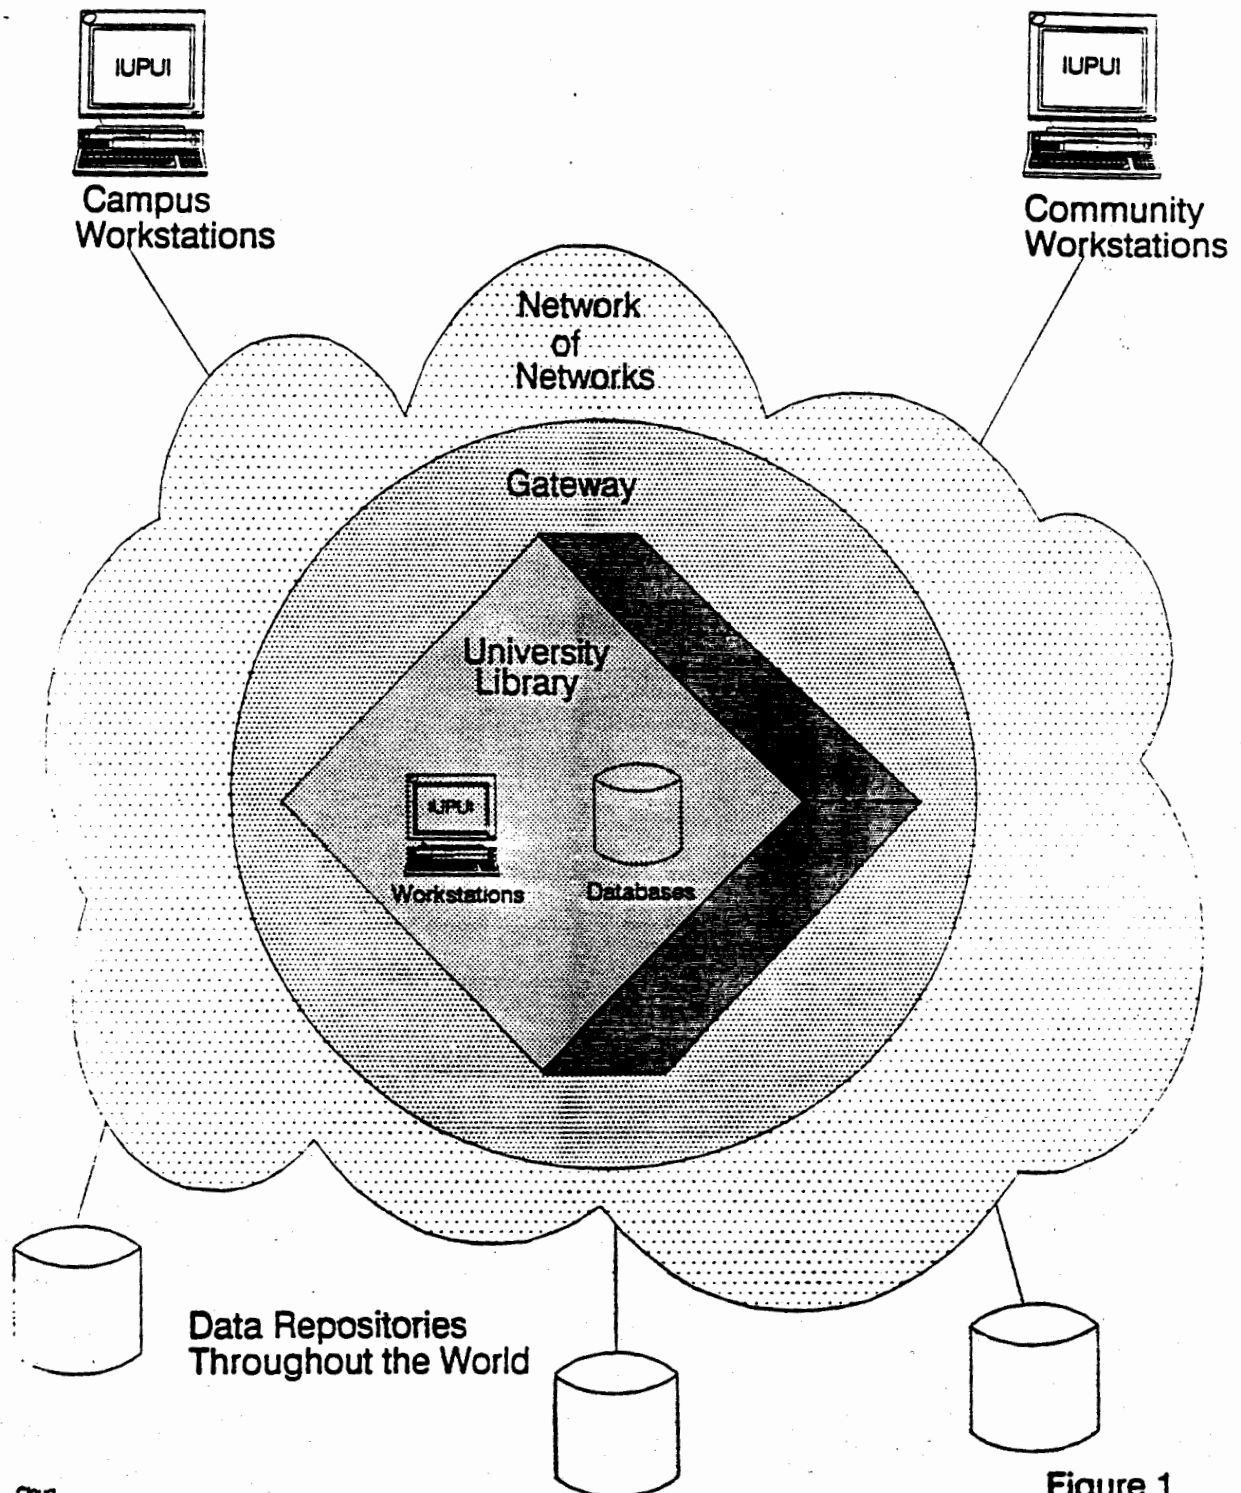 IUPUI
IUPUI
Campus
Workstations
Community
Workstations
Network
of
Networks
Gateway
University
Library
IUPUI
Workstations
Databases
Data Repositories
Throughout the World
Figure 1